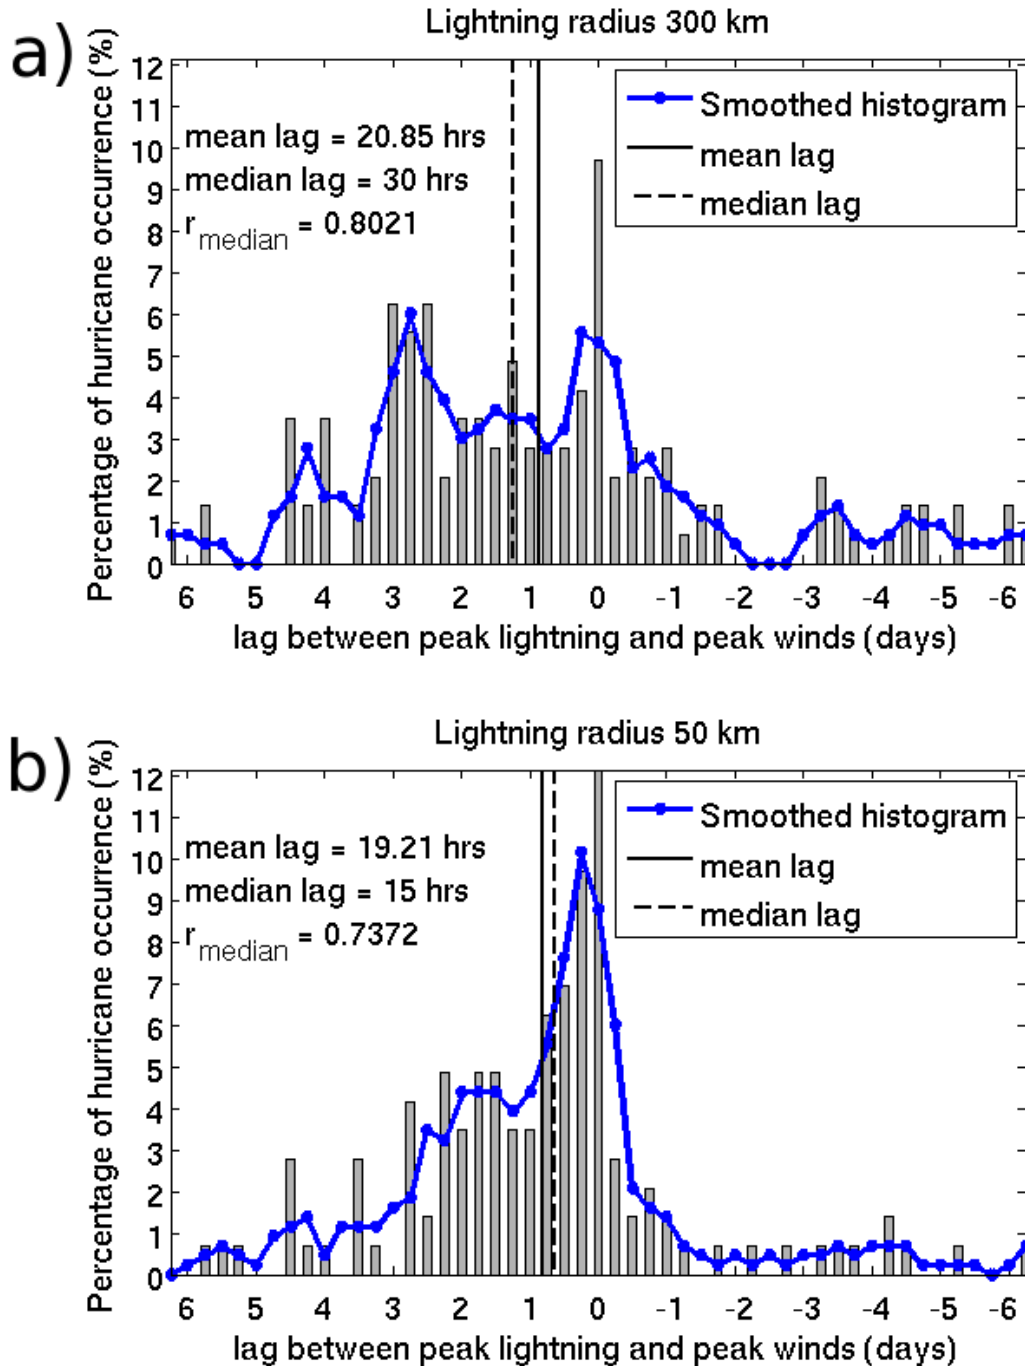 Lightning radius 300 km
a)
Percentage of hurricane occurrence (%)
12
11
10
9
8
7
6
5
4
3
2
1
0
mean lag = 20.85 hrs
median lag = 30 hrs
r median = 0.8021
Smoothed histogram
mean lag
median lag
6 5 4 3 2 1 0 -1 -2 -3 -4 -5 -6
lag between peak lightning and peak winds (days)
Lightning radius 50 km
b)
Percentage of hurricane occurrence (%)
12
11
10
9
8
7
6
5
4
3
2
1
0
mean lag = 19.21 hrs
median lag = 15 hrs
r median = 0.7372
Smoothed histogram
mean lag
median lag
6 5 4 3 2 1 0 -1 -2 -3 -4 -5 -6
lag between peak lightning and peak winds (days)